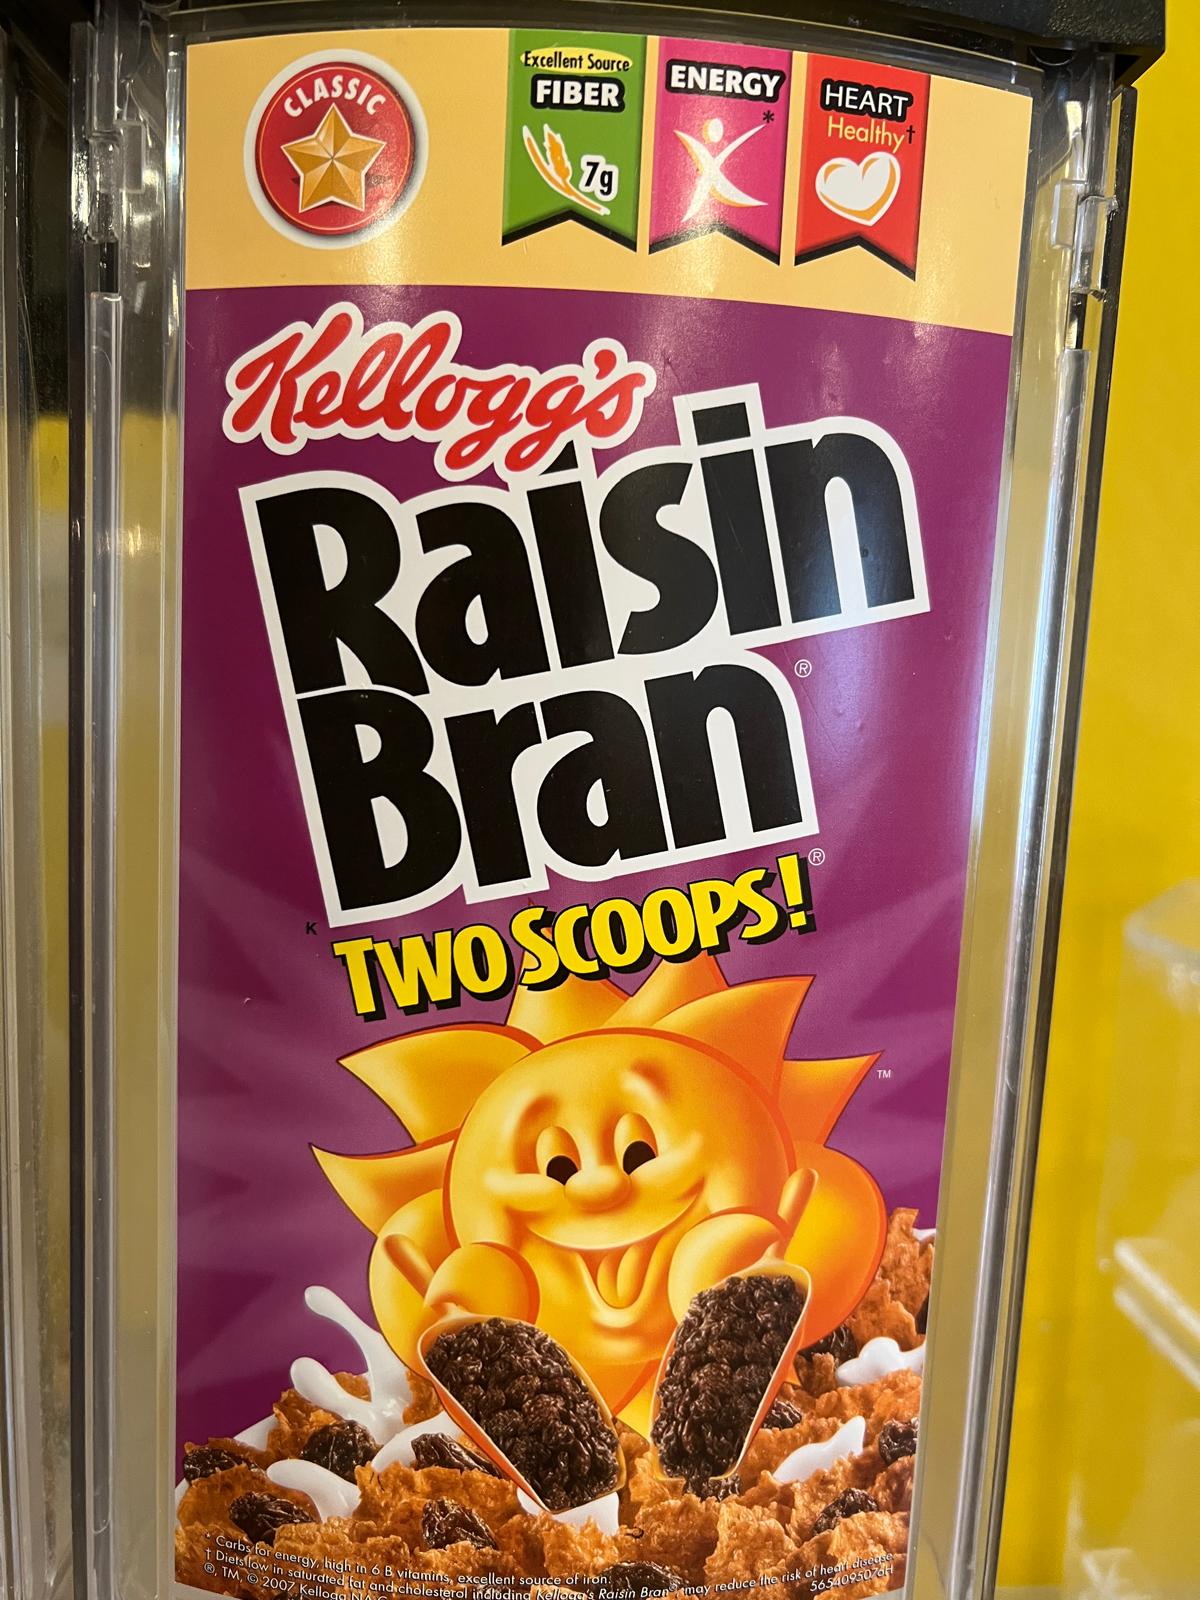 CLASSIC
Excellent Source
FIBER
7g
ENERGY
*
HEART
Healthy†
Kellogg's
Raisin
Bran®
TWO SCOOPS!®
K
TM
* Carbs for energy, high in 6 B vitamins, excellent source of iron.
† Diets low in saturated fat and cholesterol including Kellogg's Raisin Bran® may reduce the risk of heart disease.
®, TM, © 2007 Kellogg NA
565409507dH